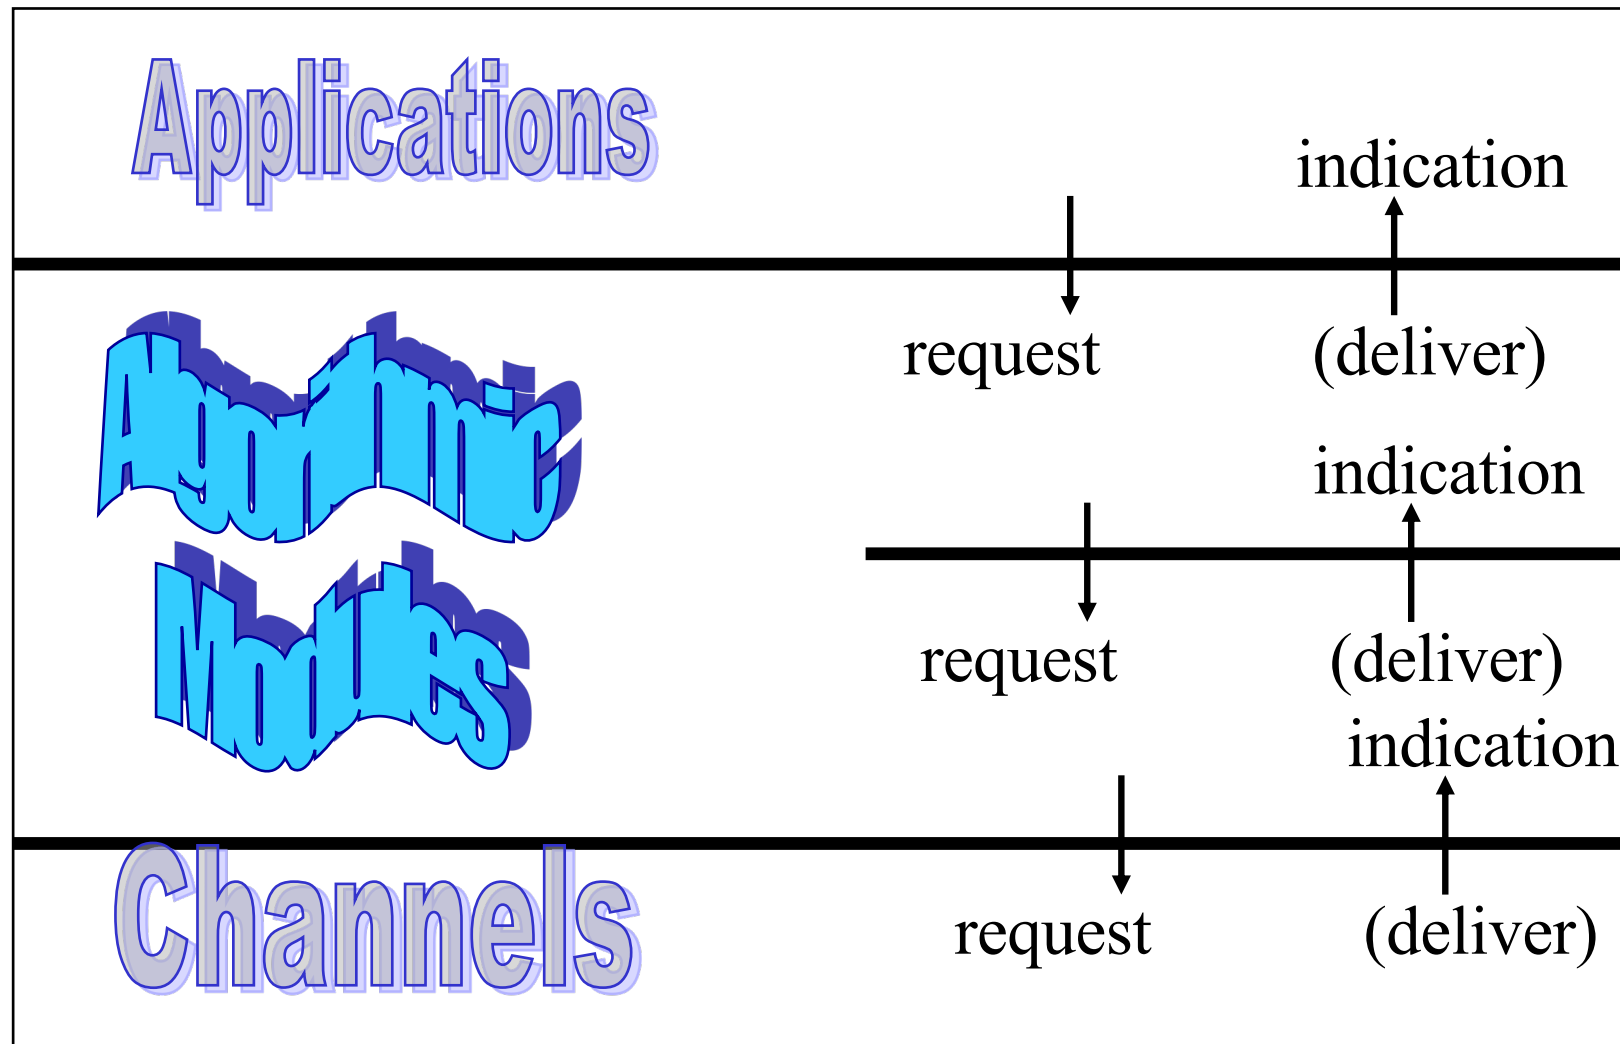 Applications
indication
request (deliver)
Algorithmic
indication
Modules
request (deliver)
indication
Channels
request (deliver)